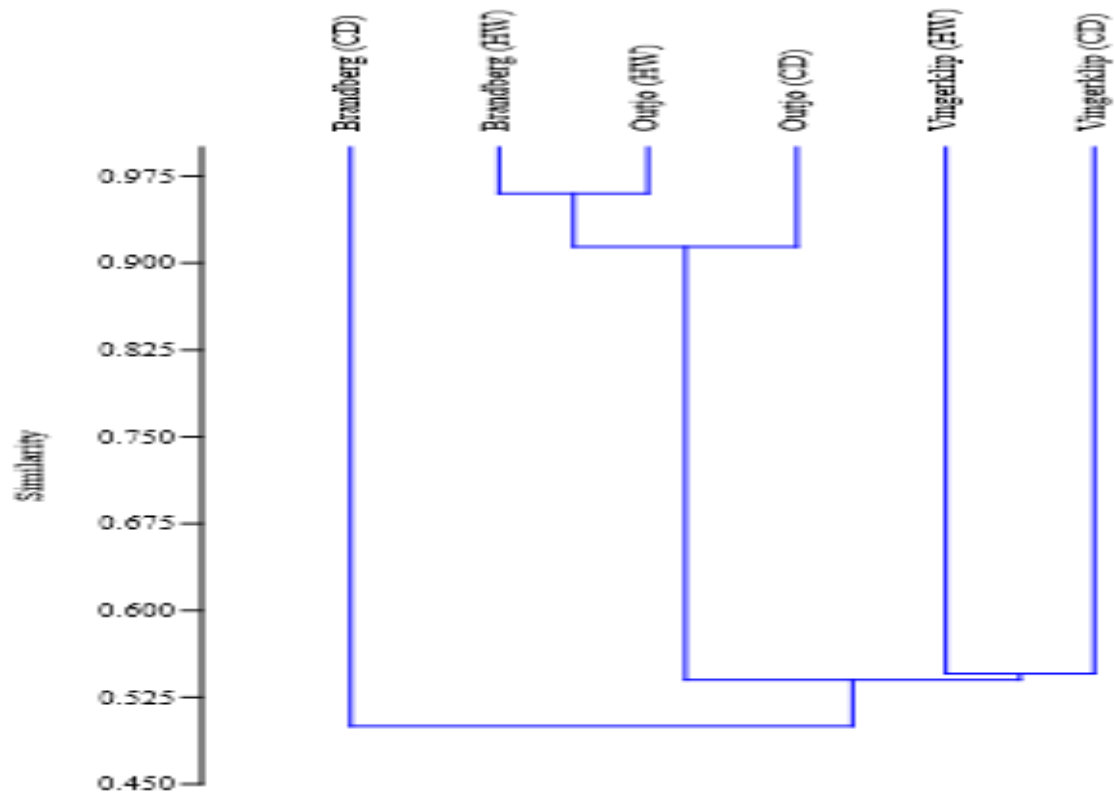 Brandberg (CD)
Brandberg (HW)
Outjo (HW)
Outjo (CD)
Vingerklip (HW)
Vingerklip (CD)
0.975
0.900
0.825
0.750
0.675
0.600
0.525
0.450
Similarity